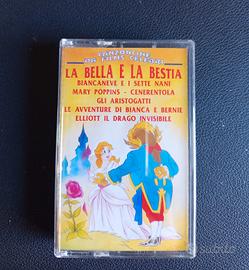 CANZONCINE
DA FILMS CELEBRI
LA BELLA E LA BESTIA
BIANCANEVE E I SETTE NANI
MARY POPPINS - CENERENTOLA
GLI ARISTOGATTI
LE AVVENTURE DI BIANCA E BERNIE
ELLIOTT IL DRAGO INVISIBILE
subito